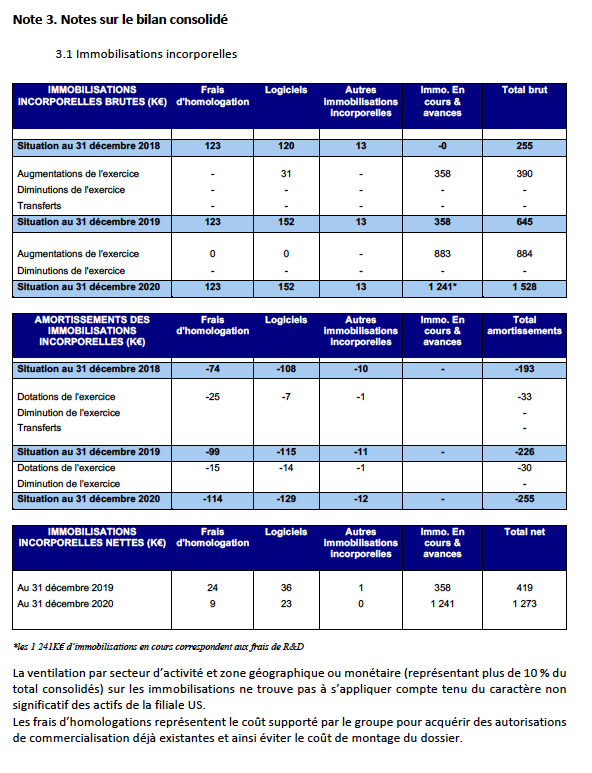 Note 3. Notes sur le bilan consolidé
3.1 Immobilisations incorporelles
IMMOBILISATIONS INCORPORELLES BRUTES (K€) Frais d'homologation Logiciels Autres immobilisations incorporelles Immo. En cours & avances Total brut
Situation au 31 décembre 2018 123 120 13 -0 255
Augmentations de l'exercice - 31 - 358 390
Diminutions de l'exercice - - - - -
Transferts - - - - -
Situation au 31 décembre 2019 123 152 13 358 645
Augmentations de l'exercice 0 0 - 883 884
Diminutions de l'exercice - - - - -
Situation au 31 décembre 2020 123 152 13 1 241* 1 528
AMORTISSEMENTS DES IMMOBILISATIONS INCORPORELLES (K€) Frais d'homologation Logiciels Autres immobilisations incorporelles Immo. En cours & avances Total amortissements
Situation au 31 décembre 2018 -74 -108 -10 - -193
Dotations de l'exercice -25 -7 -1 -33
Diminution de l'exercice -
Transferts -
Situation au 31 décembre 2019 -99 -115 -11 - -226
Dotations de l'exercice -15 -14 -1 -30
Diminution de l'exercice -
Situation au 31 décembre 2020 -114 -129 -12 - -255
IMMOBILISATIONS INCORPORELLES NETTES (K€) Frais d'homologation Logiciels Autres immobilisations incorporelles Immo. En cours & avances Total net
Au 31 décembre 2019 24 36 1 358 419
Au 31 décembre 2020 9 23 0 1 241 1 273
*les 1 241K€ d'immobilisations en cours correspondent aux frais de R&D
La ventilation par secteur d'activité et zone géographique ou monétaire (représentant plus de 10 % du
total consolidés) sur les immobilisations ne trouve pas à s'appliquer compte tenu du caractère non
significatif des actifs de la filiale US.
Les frais d'homologations représentent le coût supporté par le groupe pour acquérir des autorisations
de commercialisation déjà existantes et ainsi éviter le coût de montage du dossier.